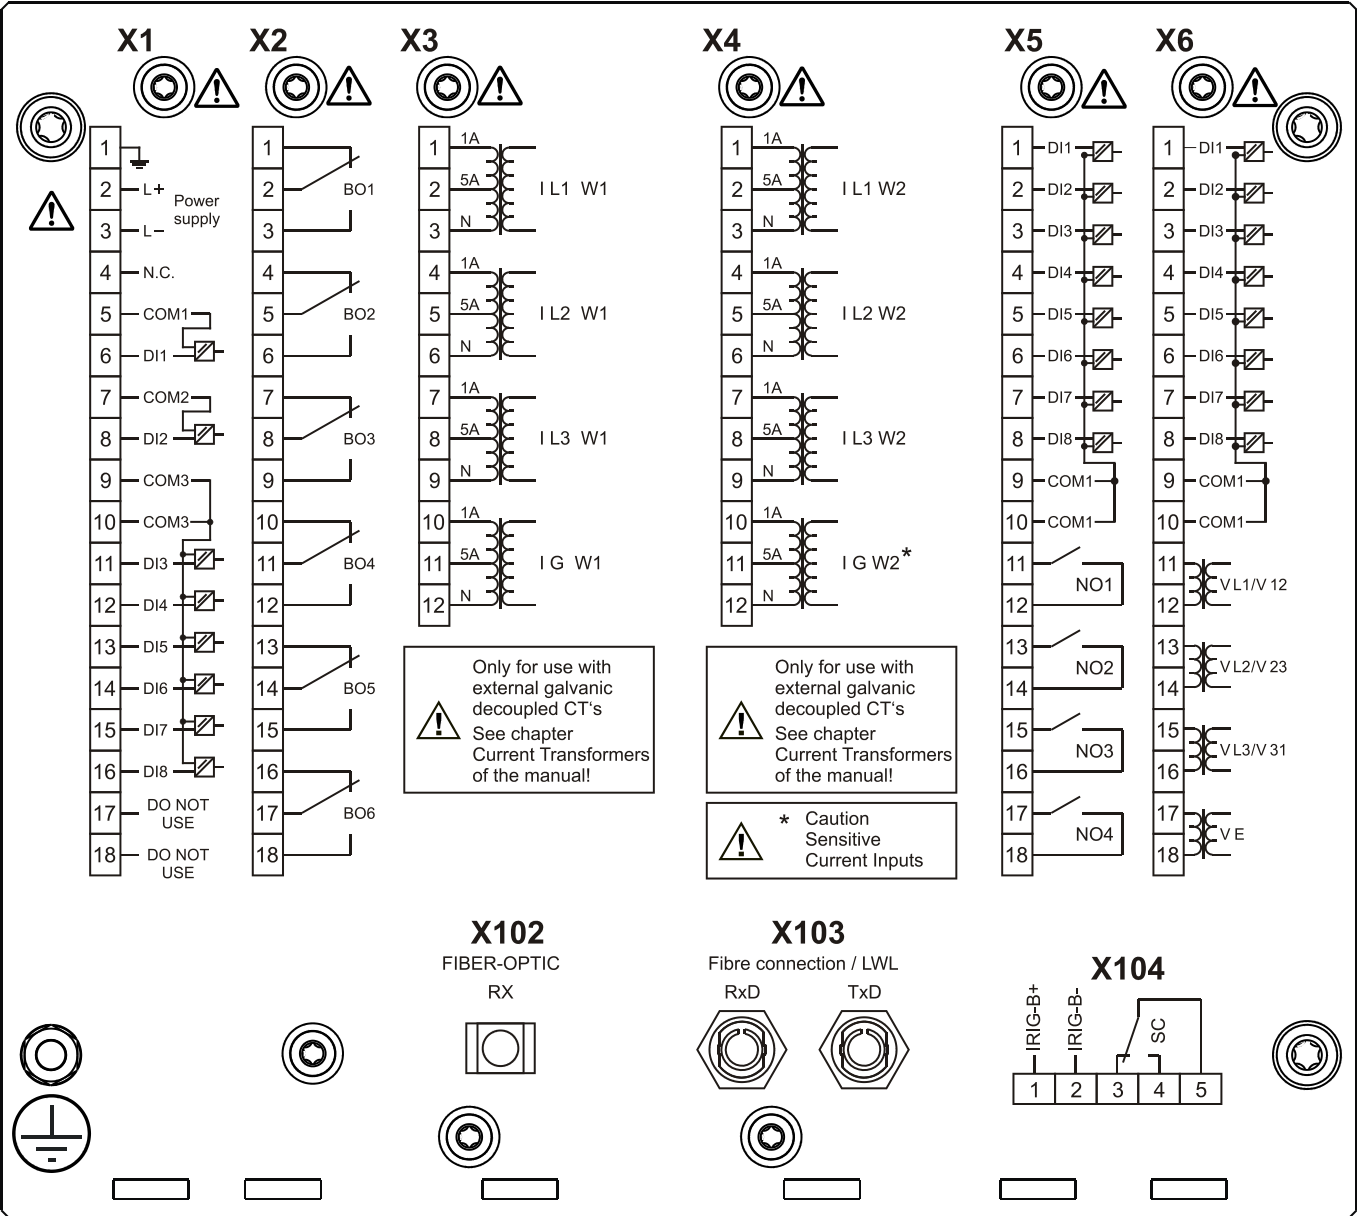 X1
X2
X3
X4
X5
X6
1
2 L+
Power
supply
3 L–
4 N.C.
5 COM1
6 DI1
7 COM2
8 DI2
9 COM3
10 COM3
11 DI3
12 DI4
13 DI5
14 DI6
15 DI7
16 DI8
17 DO NOT
USE
18 DO NOT
USE
1
2 BO1
3
4
5 BO2
6
7
8 BO3
9
10
11 BO4
12
13
14 BO5
15
16
17 BO6
18
1 1A
2 5A I L1 W1
3 N
4 1A
5 5A I L2 W1
6 N
7 1A
8 5A I L3 W1
9 N
10 1A
11 5A I G W1
12 N
Only for use with
external galvanic
decoupled CT‘s
See chapter
Current Transformers
of the manual!
1 1A
2 5A I L1 W2
3 N
4 1A
5 5A I L2 W2
6 N
7 1A
8 5A I L3 W2
9 N
10 1A
11 5A I G W2*
12 N
Only for use with
external galvanic
decoupled CT‘s
See chapter
Current Transformers
of the manual!
* Caution
Sensitive
Current Inputs
1 DI1
2 DI2
3 DI3
4 DI4
5 DI5
6 DI6
7 DI7
8 DI8
9 COM1
10 COM1
11
NO1
12
13
NO2
14
15
NO3
16
17
NO4
18
1 DI1
2 DI2
3 DI3
4 DI4
5 DI5
6 DI6
7 DI7
8 DI8
9 COM1
10 COM1
11
V L1/V 12
12
13
V L2/V 23
14
15
V L3/V 31
16
17
V E
18
X102
FIBER-OPTIC
RX
X103
Fibre connection / LWL
RxD TxD
X104
IRIG-B+
IRIG-B-
SC
1 2 3 4 5